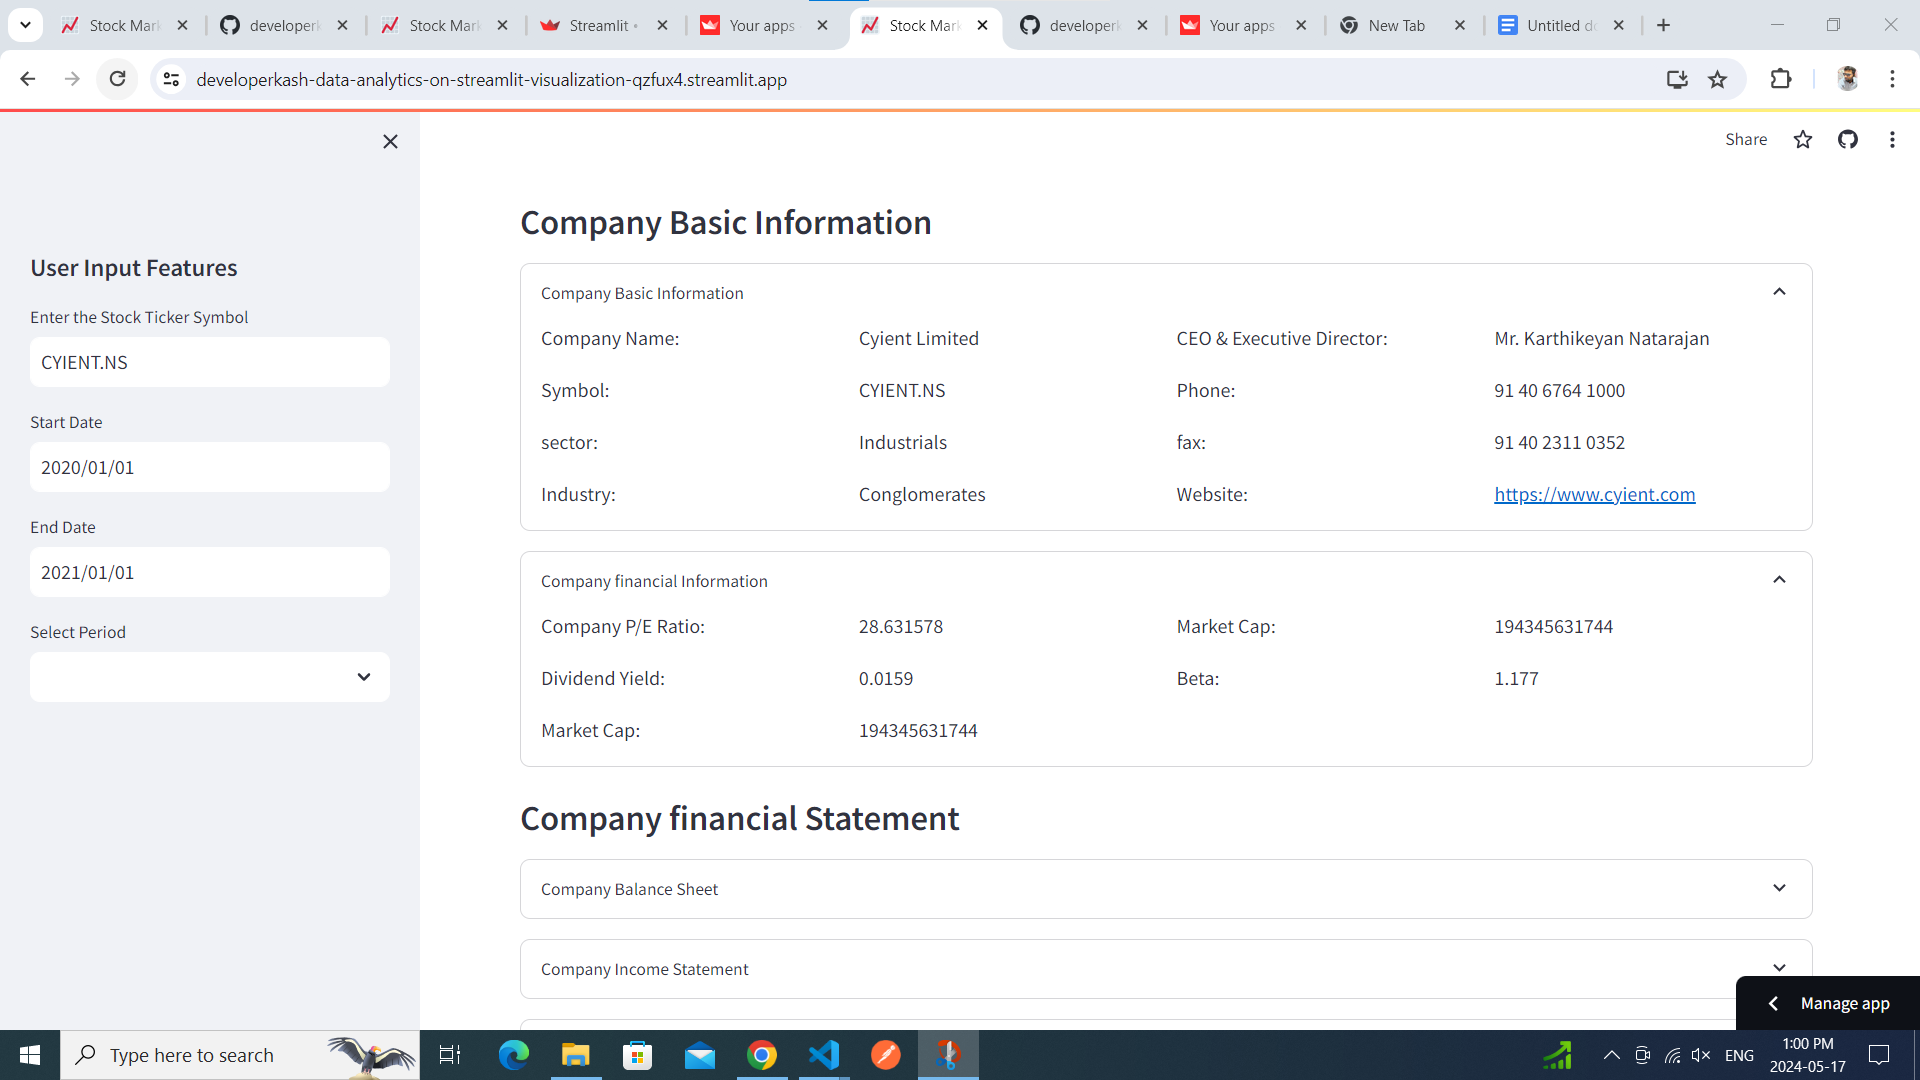 Stock Mark
developerk
Stock Mark
Streamlit •
Your apps
Stock Mark
developerk
Your apps
New Tab
Untitled do
developerkash-data-analytics-on-streamlit-visualization-qzfux4.streamlit.app
Share
User Input Features
Enter the Stock Ticker Symbol
CYIENT.NS
Start Date
2020/01/01
End Date
2021/01/01
Select Period
Company Basic Information
Company Basic Information
Company Name: Cyient Limited CEO & Executive Director: Mr. Karthikeyan Natarajan
Symbol: CYIENT.NS Phone: 91 40 6764 1000
sector: Industrials fax: 91 40 2311 0352
Industry: Conglomerates Website: https://www.cyient.com
Company financial Information
Company P/E Ratio: 28.631578 Market Cap: 194345631744
Dividend Yield: 0.0159 Beta: 1.177
Market Cap: 194345631744
Company financial Statement
Company Balance Sheet
Company Income Statement
Manage app
Type here to search
ENG
1:00 PM
2024-05-17